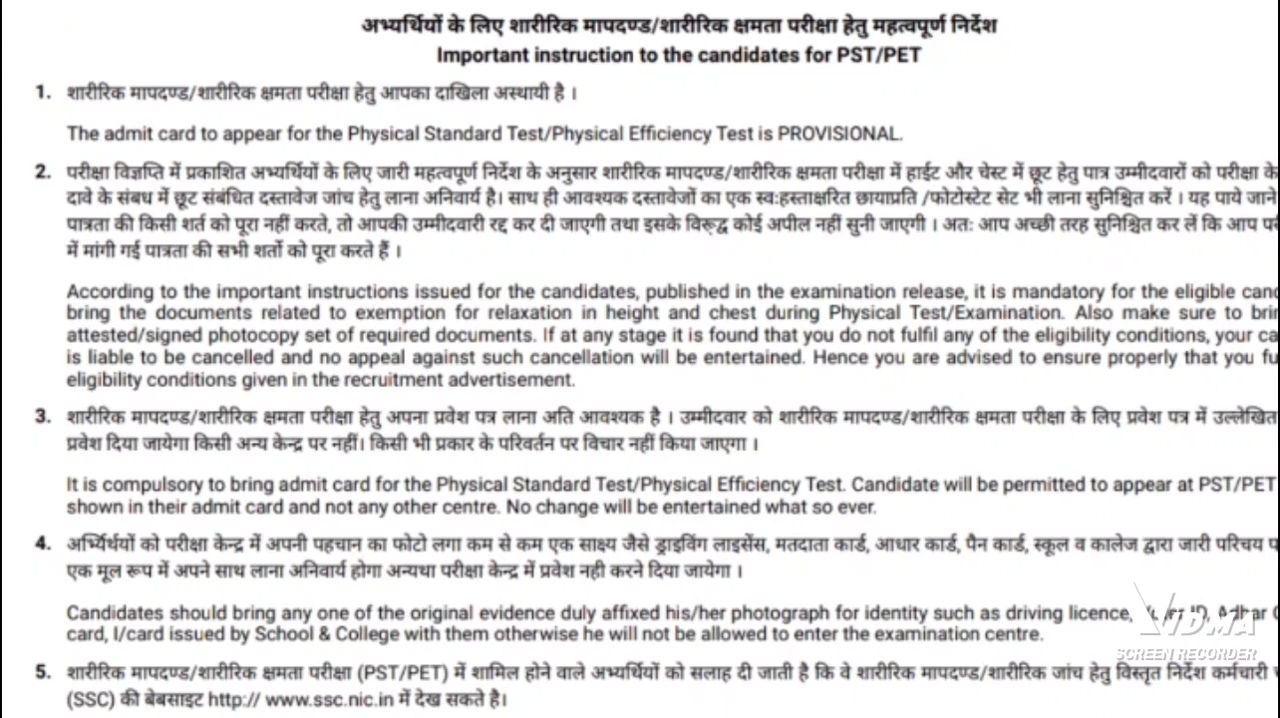 अभ्यर्थियों के लिए शारीरिक मापदण्ड/शारीरिक क्षमता परीक्षा हेतु महत्वपूर्ण निर्देश
Important instruction to the candidates for PST/PET
1. शारीरिक मापदण्ड/शारीरिक क्षमता परीक्षा हेतु आपका दाखिला अस्थायी है ।
The admit card to appear for the Physical Standard Test/Physical Efficiency Test is PROVISIONAL.
2. परीक्षा विज्ञप्ति में प्रकाशित अभ्यर्थियों के लिए जारी महत्वपूर्ण निर्देश के अनुसार शारीरिक मापदण्ड/शारीरिक क्षमता परीक्षा में हाईट और चेस्ट में छूट हेतु पात्र उम्मीदवारों को परीक्षा के
दावे के संबध में छूट संबंधित दस्तावेज जांच हेतु लाना अनिवार्य है। साथ ही आवश्यक दस्तावेजों का एक स्व:हस्ताक्षरित छायाप्रति /फोटोस्टेट सेट भी लाना सुनिश्चित करें । यह पाये जाने
पात्रता की किसी शर्त को पूरा नहीं करते, तो आपकी उम्मीदवारी रद्द कर दी जाएगी तथा इसके विरूद्ध कोई अपील नहीं सुनी जाएगी । अतः आप अच्छी तरह सुनिश्चित कर लें कि आप
में मांगी गई पात्रता की सभी शर्तो को पूरा करते हैं ।
According to the important instructions issued for the candidates, published in the examination release, it is mandatory for the eligible
bring the documents related to exemption for relaxation in height and chest during Physical Test/Examination. Also make sure to
attested/signed photocopy set of required documents. If at any stage it is found that you do not fulfil any of the eligibility conditions, your
is liable to be cancelled and no appeal against such cancellation will be entertained. Hence you are advised to ensure properly that you
eligibility conditions given in the recruitment advertisement.
3. शारीरिक मापदण्ड/शारीरिक क्षमता परीक्षा हेतु अपना प्रवेश पत्र लाना अति आवश्यक है । उम्मीदवार को शारीरिक मापदण्ड/शारीरिक क्षमता परीक्षा के लिए प्रवेश पत्र में उल्लेखित
प्रवेश दिया जायेगा किसी अन्य केन्द्र पर नहीं। किसी भी प्रकार के परिवर्तन पर विचार नहीं किया जाएगा ।
It is compulsory to bring admit card for the Physical Standard Test/Physical Efficiency Test. Candidate will be permitted to appear at PST/PET
shown in their admit card and not any other centre. No change will be entertained what so ever.
4. अर्भ्यिर्थयों को परीक्षा केन्द्र में अपनी पहचान का फोटो लगा कम से कम एक साक्ष्य जैसे ड्राइविंग लाइसेंस, मतदाता कार्ड, आधार कार्ड, पैन कार्ड, स्कूल व कालेज द्वारा जारी परिचय
एक मूल रूप में अपने साथ लाना अनिवार्य होगा अन्यथा परीक्षा केन्द्र में प्रवेश नही करने दिया जायेगा ।
Candidates should bring any one of the original evidence duly affixed his/her photograph for identity such as driving licence, ID, Adhar
card, I/card issued by School & College with them otherwise he will not be allowed to enter the examination centre.
VIDMA
SCREEN RECORDER
5. शारीरिक मापदण्ड/शारीरिक क्षमता परीक्षा (PST/PET) में शामिल होने वाले अभ्यर्थियों को सलाह दी जाती है कि वे शारीरिक मापदण्ड/शारीरिक जांच हेतु विस्तृत निर्देश कर्मचारी
(SSC) की बेबसाइट http:// www.ssc.nic.in में देख सकते है।